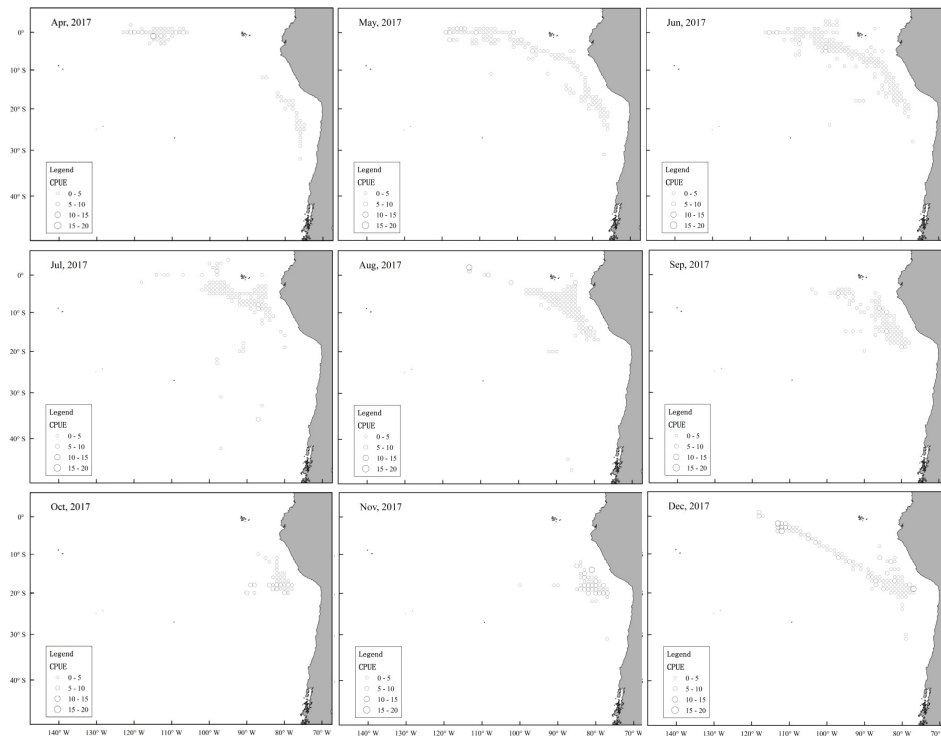 Apr, 2017
May, 2017
Jun, 2017
0°
10° S
20° S
30° S
40° S
Legend
CPUE
0 - 5
5 - 10
10 - 15
15 - 20
Legend
CPUE
0 - 5
5 - 10
10 - 15
15 - 20
Legend
CPUE
0 - 5
5 - 10
10 - 15
15 - 20
Jul, 2017
Aug, 2017
Sep, 2017
0°
10° S
20° S
30° S
40° S
Legend
CPUE
0 - 5
5 - 10
10 - 15
15 - 20
Legend
CPUE
0 - 5
5 - 10
10 - 15
15 - 20
Legend
CPUE
0 - 5
5 - 10
10 - 15
15 - 20
Oct, 2017
Nov, 2017
Dec, 2017
0°
10° S
20° S
30° S
40° S
Legend
CPUE
0 - 5
5 - 10
10 - 15
15 - 20
Legend
CPUE
0 - 5
5 - 10
10 - 15
15 - 20
Legend
CPUE
0 - 5
5 - 10
10 - 15
15 - 20
140° W 130° W 120° W 110° W 100° W 90° W 80° W 70° W 140° W 130° W 120° W 110° W 100° W 90° W 80° W 70° W 140° W 130° W 120° W 110° W 100° W 90° W 80° W 70° W